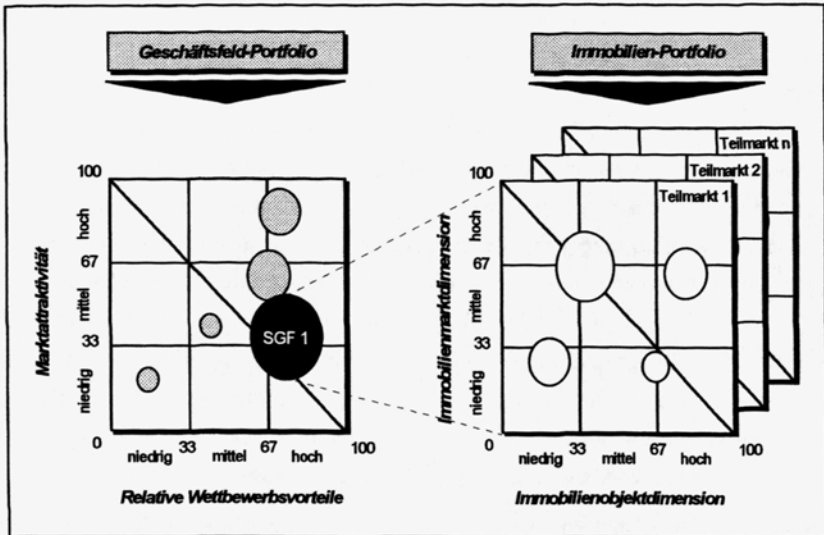 Geschäftsfeld-Portfolio
Immobilien-Portfolio
Teilmarkt n
Teilmarkt 2
Teilmarkt 1
Marktattraktivität
100
hoch
67
mittel
33
niedrig
0
SGF 1
niedrig
33
mittel
67
hoch
100
Relative Wettbewerbsvorteile
Immobilienmarktdimension
100
hoch
67
mittel
33
niedrig
0
niedrig
33
mittel
67
hoch
100
Immobilienobjektdimension